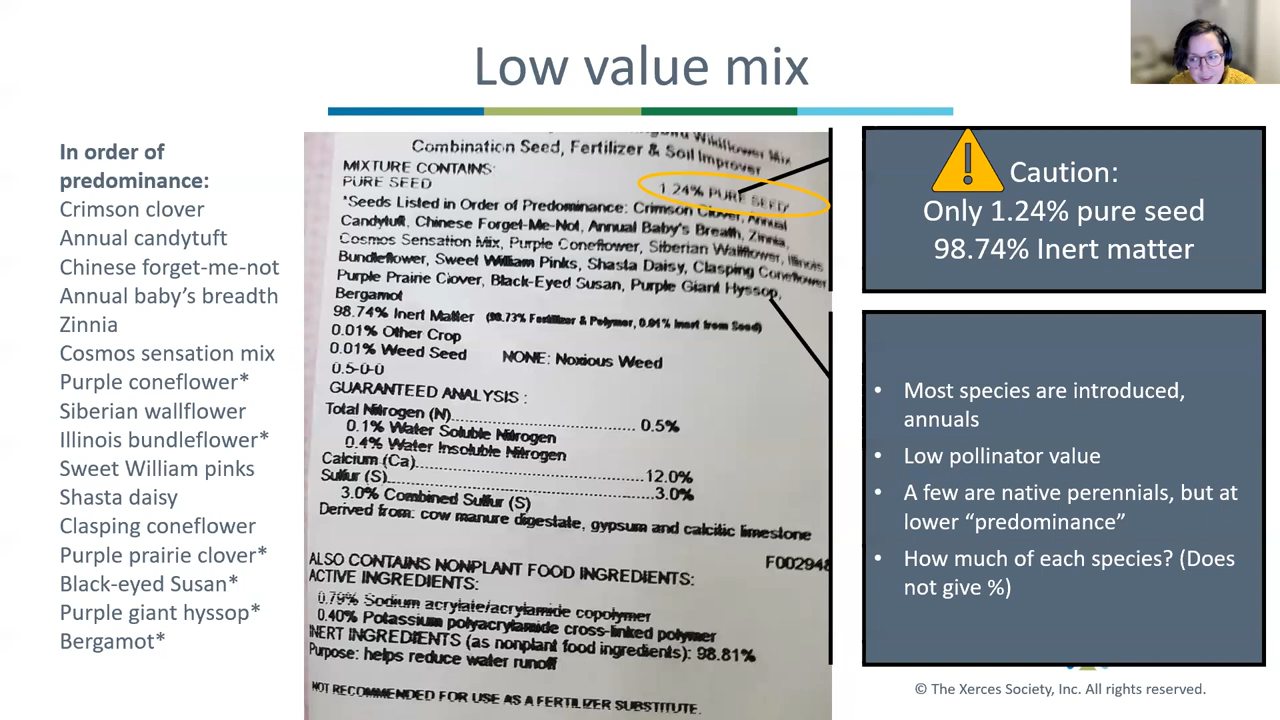 Low value mix
In order of
predominance:
Crimson clover
Annual candytuft
Chinese forget-me-not
Annual baby's breadth
Zinnia
Cosmos sensation mix
Purple coneflower*
Siberian wallflower
Illinois bundleflower*
Sweet William pinks
Shasta daisy
Clasping coneflower
Purple prairie clover*
Black-eyed Susan*
Purple giant hyssop*
Bergamot*
Wildflower Mix
Combination Seed, Fertilizer & Soil Improver
MIXTURE CONTAINS:
PURE SEED
1.24% PURE SEED*
*Seeds Listed in Order of Predominance: Crimson Clover, Annual
Candytuft, Chinese Forget-Me-Not, Annual Baby's Breath, Zinnia,
Cosmos Sensation Mix, Purple Coneflower, Siberian Wallflower, Illinois
Bundleflower, Sweet William Pinks, Shasta Daisy, Clasping Coneflower
Purple Prairie Clover, Black-Eyed Susan, Purple Giant Hyssop,
Bergamot
98.74% Inert Matter (98.73% Fertilizer & Polymer, 0.01% Inert from Seed)
0.01% Other Crop
0.01% Weed Seed NONE: Noxious Weed
0.5-0-0
GUARANTEED ANALYSIS :
Total Nitrogen (N)........................................ 0.5%
0.1% Water Soluble Nitrogen
0.4% Water Insoluble Nitrogen
Calcium (Ca)........................................12.0%
Sulfur (S)........................................3.0%
3.0% Combined Sulfur (S)
Derived from: cow manure digestate, gypsum and calcitic limestone
F002948
ALSO CONTAINS NONPLANT FOOD INGREDIENTS:
ACTIVE INGREDIENTS:
0.79% Sodium acrylate/acrylamide copolymer
0.40% Potassium polyacrylamide cross-linked polymer
INERT INGREDIENTS (as nonplant food ingredients): 98.81%
Purpose: helps reduce water runoff
NOT RECOMMENDED FOR USE AS A FERTILIZER SUBSTITUTE.
Caution:
Only 1.24% pure seed
98.74% Inert matter
• Most species are introduced,
annuals
• Low pollinator value
• A few are native perennials, but at
lower “predominance”
• How much of each species? (Does
not give %)
© The Xerces Society, Inc. All rights reserved.